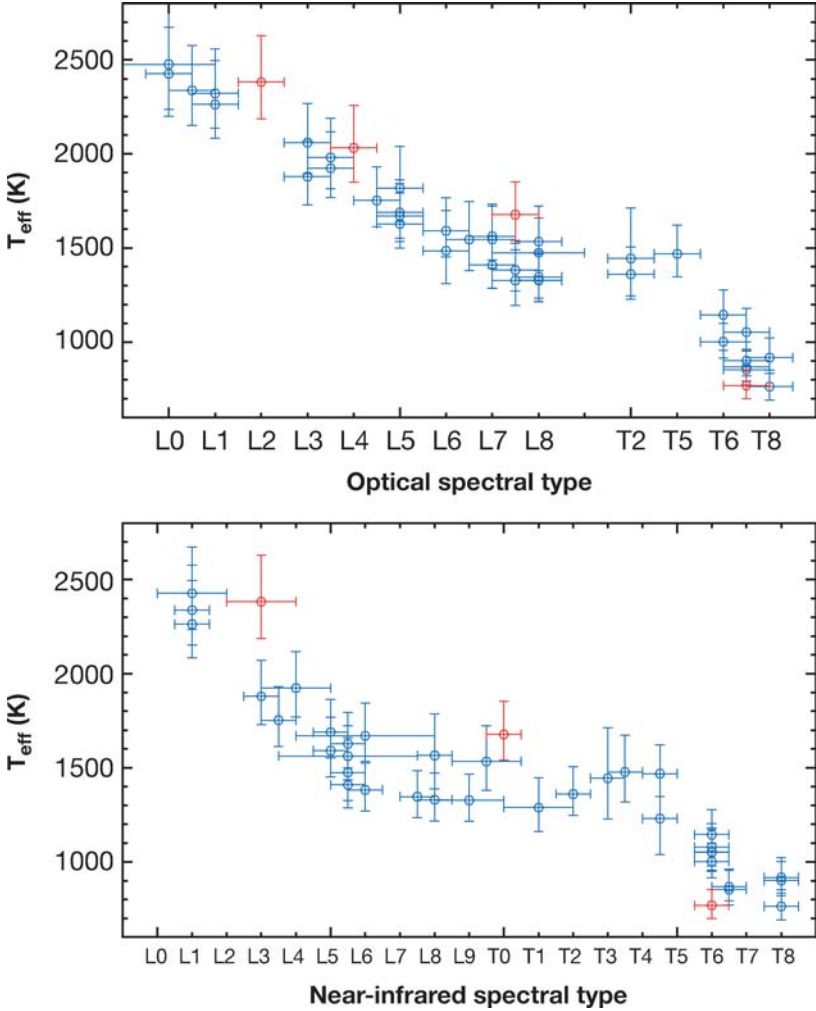 2500
2000
1500
1000
T_eff (K)
L0 L1 L2 L3 L4 L5 L6 L7 L8 T2 T5 T6 T8
Optical spectral type
2500
2000
1500
1000
T_eff (K)
L0 L1 L2 L3 L4 L5 L6 L7 L8 L9 T0 T1 T2 T3 T4 T5 T6 T7 T8
Near-infrared spectral type